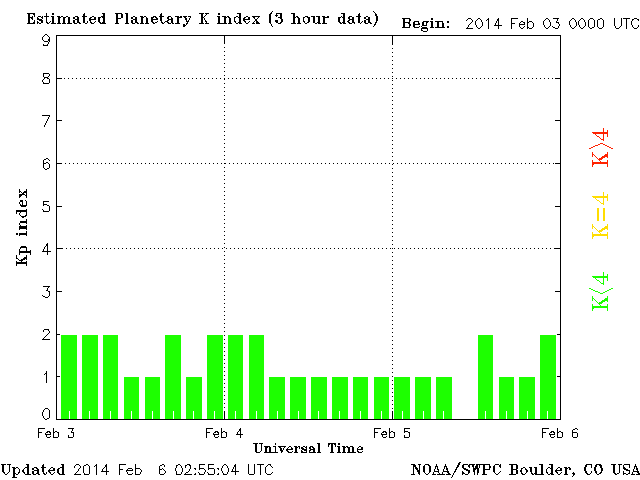 Estimated Planetary K index (3 hour data) Begin: 2014 Feb 03 0000 UTC
9
8
7
6
5
4
3
2
1
0
Kp index
K>4
K=4
K<4
Feb 3 Feb 4 Feb 5 Feb 6
Universal Time
Updated 2014 Feb 6 02:55:04 UTC NOAA/SWPC Boulder, CO USA